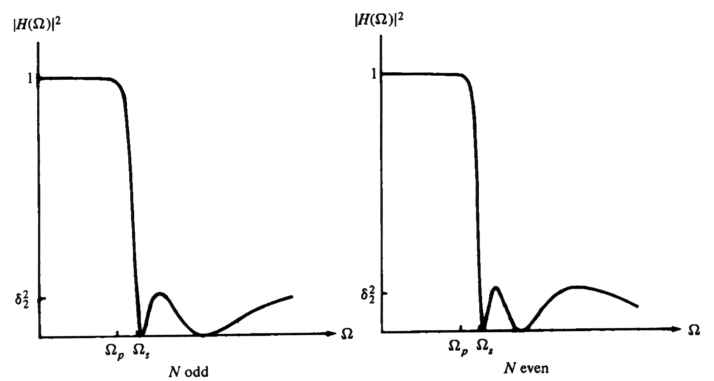 |H(Ω)|²
1
δ₂²
Ωₚ Ωₛ
Ω
N odd
|H(Ω)|²
1
δ₂²
Ωₚ Ωₛ
Ω
N even